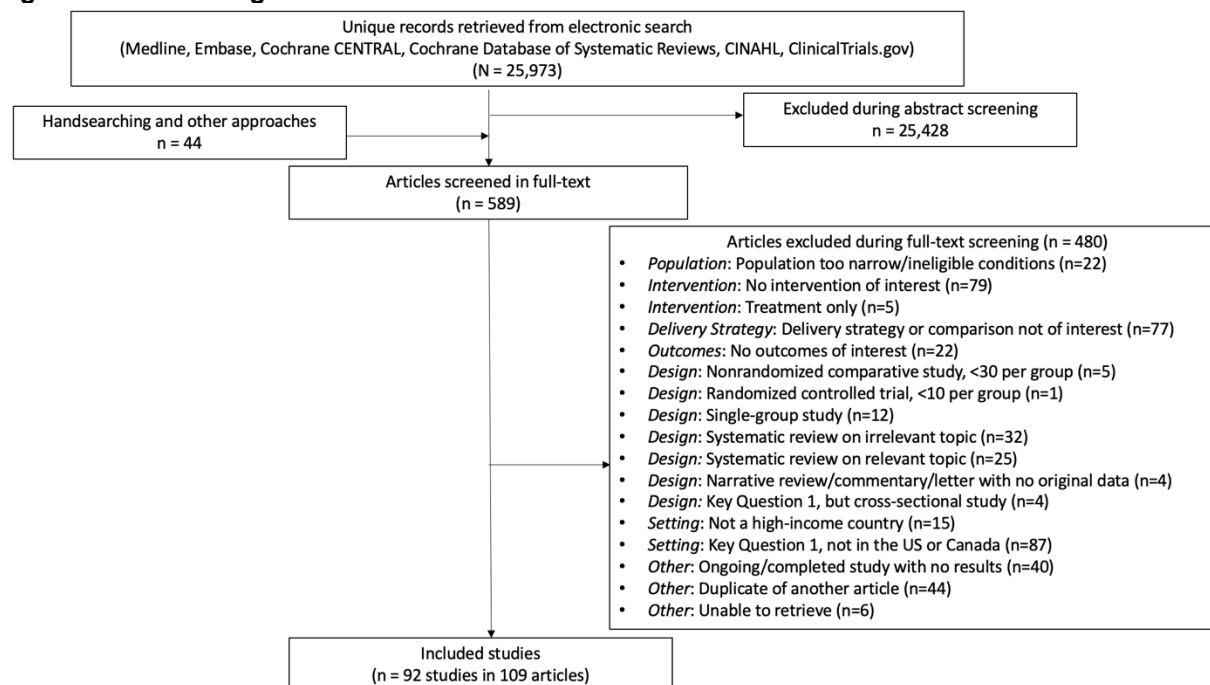 Unique records retrieved from electronic search
(Medline, Embase, Cochrane CENTRAL, Cochrane Database of Systematic Reviews, CINAHL, ClinicalTrials.gov)
(N = 25,973)
Handsearching and other approaches
n = 44
Excluded during abstract screening
n = 25,428
Articles screened in full-text
(n = 589)
Articles excluded during full-text screening (n = 480)
• Population: Population too narrow/ineligible conditions (n=22)
• Intervention: No intervention of interest (n=79)
• Intervention: Treatment only (n=5)
• Delivery Strategy: Delivery strategy or comparison not of interest (n=77)
• Outcomes: No outcomes of interest (n=22)
• Design: Nonrandomized comparative study, <30 per group (n=5)
• Design: Randomized controlled trial, <10 per group (n=1)
• Design: Single-group study (n=12)
• Design: Systematic review on irrelevant topic (n=32)
• Design: Systematic review on relevant topic (n=25)
• Design: Narrative review/commentary/letter with no original data (n=4)
• Design: Key Question 1, but cross-sectional study (n=4)
• Setting: Not a high-income country (n=15)
• Setting: Key Question 1, not in the US or Canada (n=87)
• Other: Ongoing/completed study with no results (n=40)
• Other: Duplicate of another article (n=44)
• Other: Unable to retrieve (n=6)
Included studies
(n = 92 studies in 109 articles)